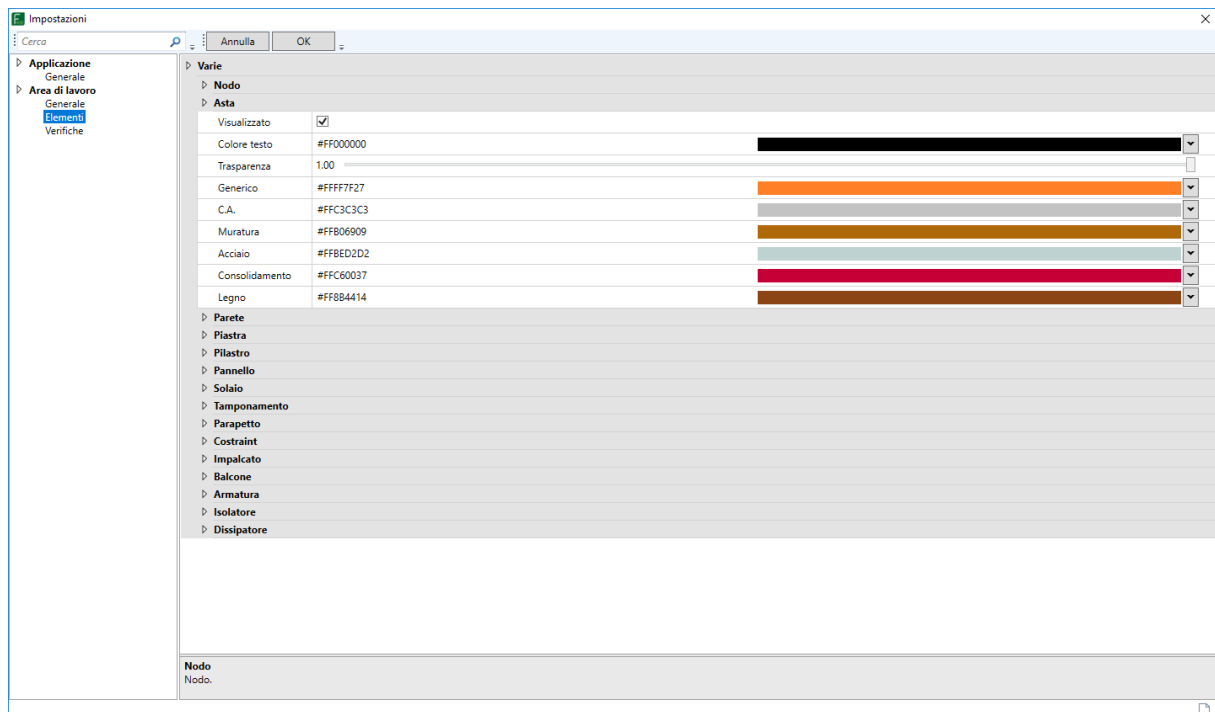 Impostazioni
Cerca
Annulla
OK
Applicazione
Generale
Area di lavoro
Generale
Elementi
Verifiche
Varie
Nodo
Asta
Visualizzato
Colore testo #FF000000
Trasparenza 1.00
Generico #FFFF7F27
C.A. #FFC3C3C3
Muratura #FFB06909
Acciaio #FFBED2D2
Consolidamento #FFC60037
Legno #FF8B4414
Parete
Piastra
Pilastro
Pannello
Solaio
Tamponamento
Parapetto
Costraint
Impalcato
Balcone
Armatura
Isolatore
Dissipatore
Nodo
Nodo.